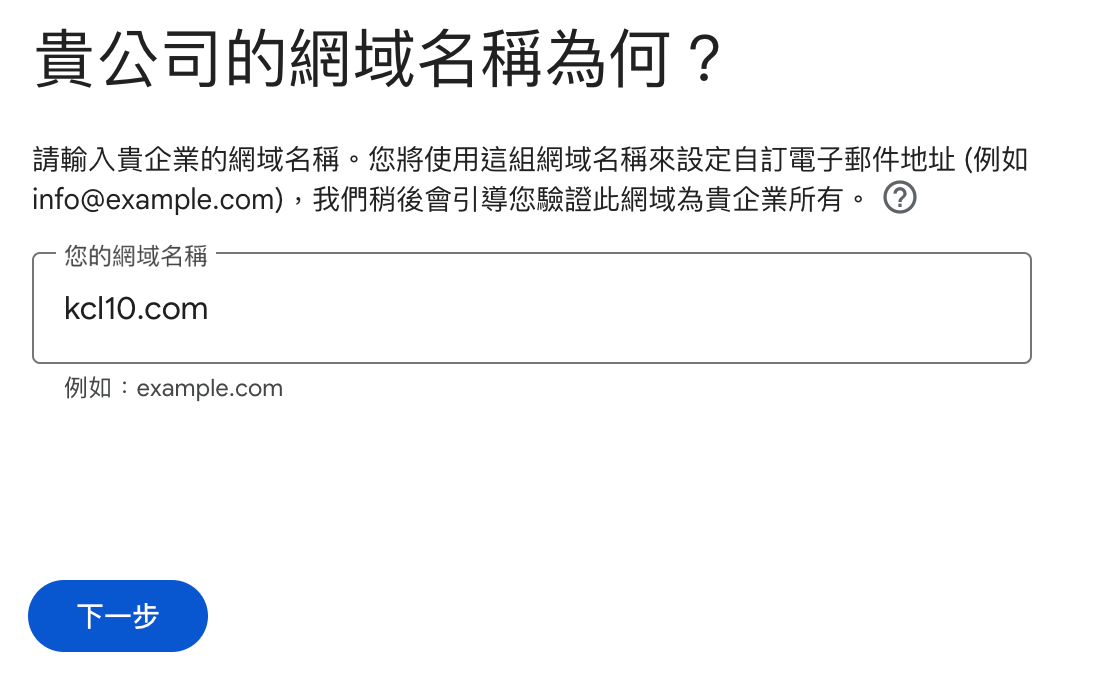 貴公司的網域名稱為何？
請輸入貴企業的網域名稱。您將使用這組網域名稱來設定自訂電子郵件地址 (例如
info@example.com)，我們稍後會引導您驗證此網域為貴企業所有。
您的網域名稱
kcl10.com
例如：example.com
下一步